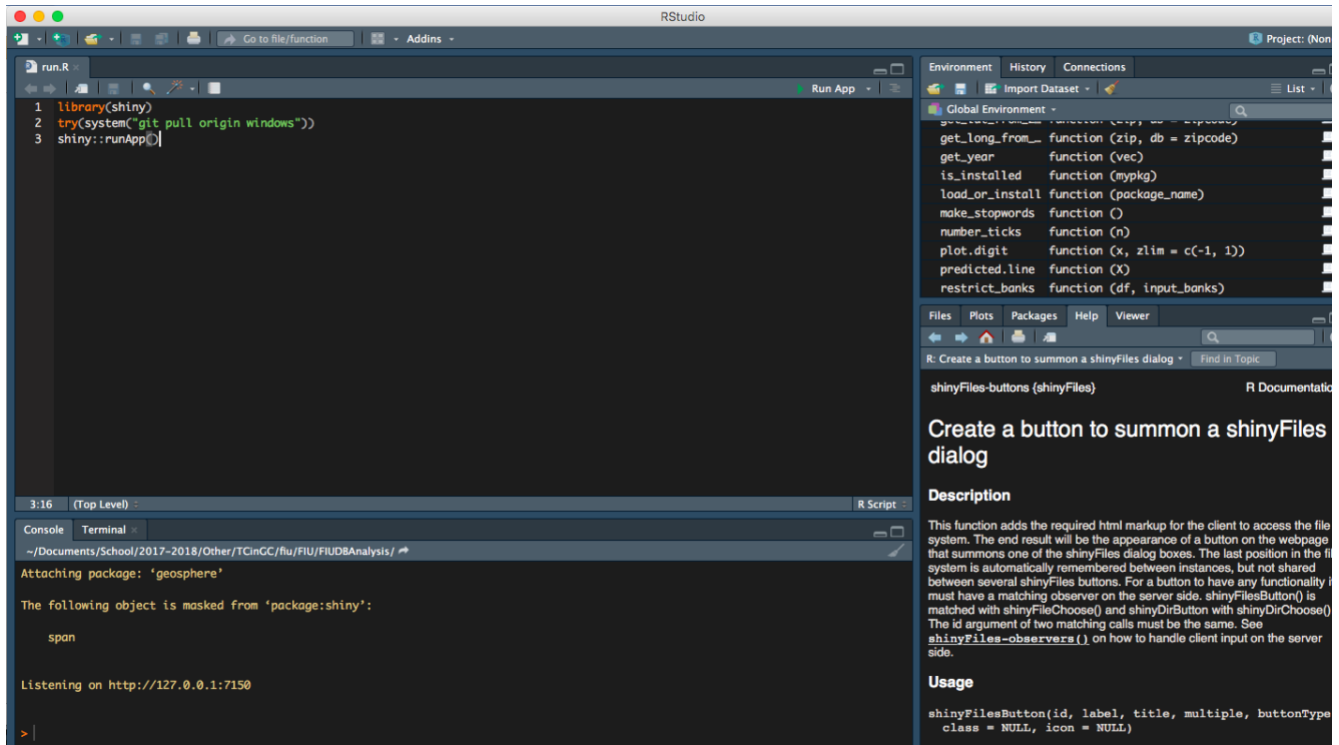 RStudio
Go to file/function
Addins
Project: (Non
run.R
Run App
1 library(shiny)
2 try(system("git pull origin windows"))
3 shiny::runApp()
3:16 (Top Level)
R Script
Console Terminal
~/Documents/School/2017-2018/Other/TCinGC/fiu/FIU/FIUDBAnalysis/
Attaching package: ‘geosphere’
The following object is masked from ‘package:shiny’:
span
Listening on http://127.0.0.1:7150
>
Environment History Connections
Import Dataset
List
Global Environment
get_long_from_… function (zip, db = zipcode)
get_year function (vec)
is_installed function (mypkg)
load_or_install function (package_name)
make_stopwords function ()
number_ticks function (n)
plot.digit function (x, zlim = c(-1, 1))
predicted.line function (X)
restrict_banks function (df, input_banks)
Files Plots Packages Help Viewer
R: Create a button to summon a shinyFiles dialog
Find in Topic
shinyFiles-buttons {shinyFiles}
R Documentatio
Create a button to summon a shinyFiles
dialog
Description
This function adds the required html markup for the client to access the file
system. The end result will be the appearance of a button on the webpage
that summons one of the shinyFiles dialog boxes. The last position in the fil
system is automatically remembered between instances, but not shared
between several shinyFiles buttons. For a button to have any functionality i
must have a matching observer on the server side. shinyFilesButton() is
matched with shinyFileChoose() and shinyDirButton with shinyDirChoose()
The id argument of two matching calls must be the same. See
shinyFiles-observers() on how to handle client input on the server
side.
Usage
shinyFilesButton(id, label, title, multiple, buttonType
class = NULL, icon = NULL)